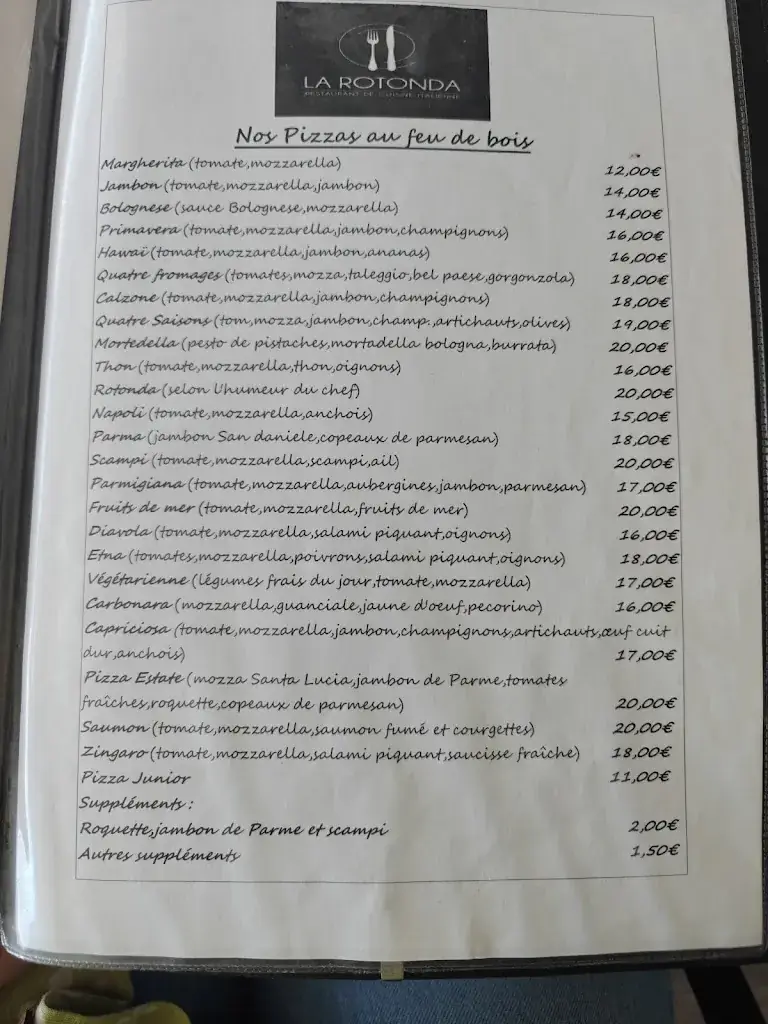 LA ROTONDA
RESTAURANT DE CUISINE ITALIENNE
Nos Pizzas au feu de bois
Margherita (tomate,mozzarella) 12,00€
Jambon (tomate,mozzarella,jambon) 14,00€
Bolognese (sauce Bolognese,mozzarella) 14,00€
Primavera (tomate,mozzarella,jambon,champignons) 16,00€
Hawaï (tomate,mozzarella,jambon,ananas) 16,00€
Quatre fromages (tomates,mozza,taleggio,bel paese,gorgonzola) 18,00€
Calzone (tomate,mozzarella,jambon,champignons) 18,00€
Quatre Saisons (tom,mozza,jambon,champ.,artichauts,olives) 19,00€
Mortedella (pesto de pistaches,mortadella bologna,burrata) 20,00€
Thon (tomate,mozzarella,thon,oignons) 16,00€
Rotonda (selon l'humeur du chef) 20,00€
Napoli (tomate,mozzarella,anchois) 15,00€
Parma (jambon San daniele,copeaux de parmesan) 18,00€
Scampi (tomate,mozzarella,scampi,ail) 20,00€
Parmigiana (tomate,mozzarella,aubergines,jambon,parmesan) 17,00€
Fruits de mer (tomate,mozzarella,fruits de mer) 20,00€
Diavola (tomate,mozzarella,salami piquant,oignons) 16,00€
Etna (tomates,mozzarella,poivrons,salami piquant,oignons) 18,00€
Végétarienne (légumes frais du jour,tomate,mozzarella) 17,00€
Carbonara (mozzarella,guanciale,jaune d'oeuf,pecorino) 16,00€
Capriciosa (tomate,mozzarella,jambon,champignons,artichauts,œuf cuit
dur,anchois) 17,00€
Pizza Estate (mozza Santa Lucia,jambon de Parme,tomates
fraîches,roquette,copeaux de parmesan) 20,00€
Saumon (tomate,mozzarella,saumon fumé et courgettes) 20,00€
Zingaro (tomate,mozzarella,salami piquant,saucisse fraîche) 18,00€
Pizza Junior 11,00€
Suppléments :
Roquette,jambon de Parme et scampi 2,00€
Autres suppléments 1,50€